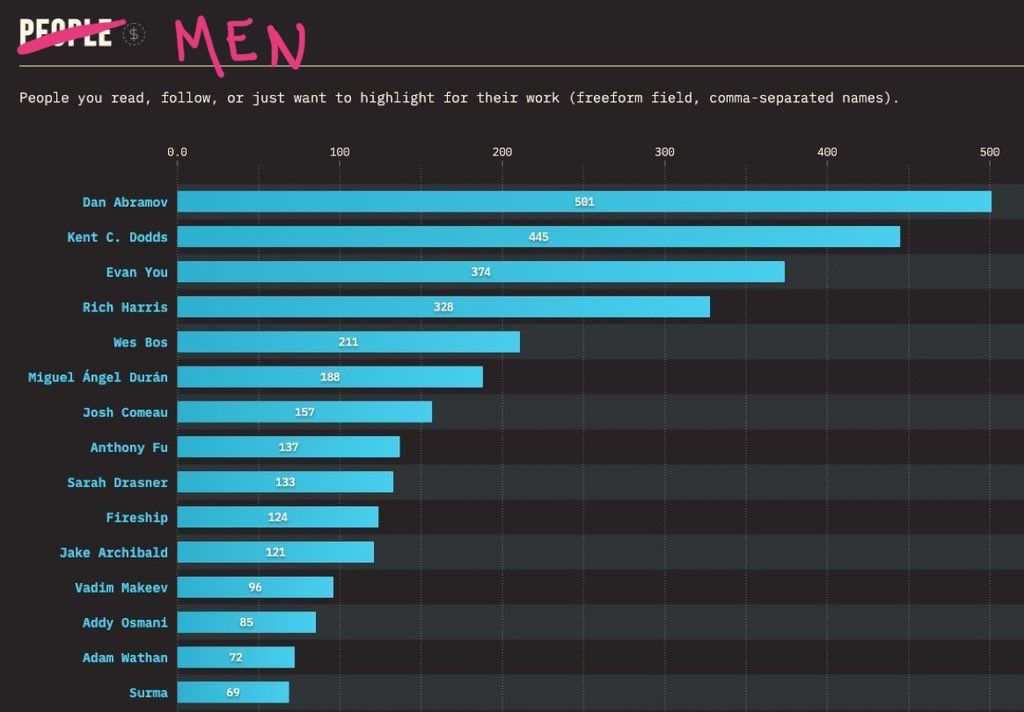 PEOPLE $ MEN
People you read, follow, or just want to highlight for their work (freeform field, comma-separated names).
0.0 100 200 300 400 500
Dan Abramov 501
Kent C. Dodds 445
Evan You 374
Rich Harris 328
Wes Bos 211
Miguel Ángel Durán 188
Josh Comeau 157
Anthony Fu 137
Sarah Drasner 133
Fireship 124
Jake Archibald 121
Vadim Makeev 96
Addy Osmani 85
Adam Wathan 72
Surma 69